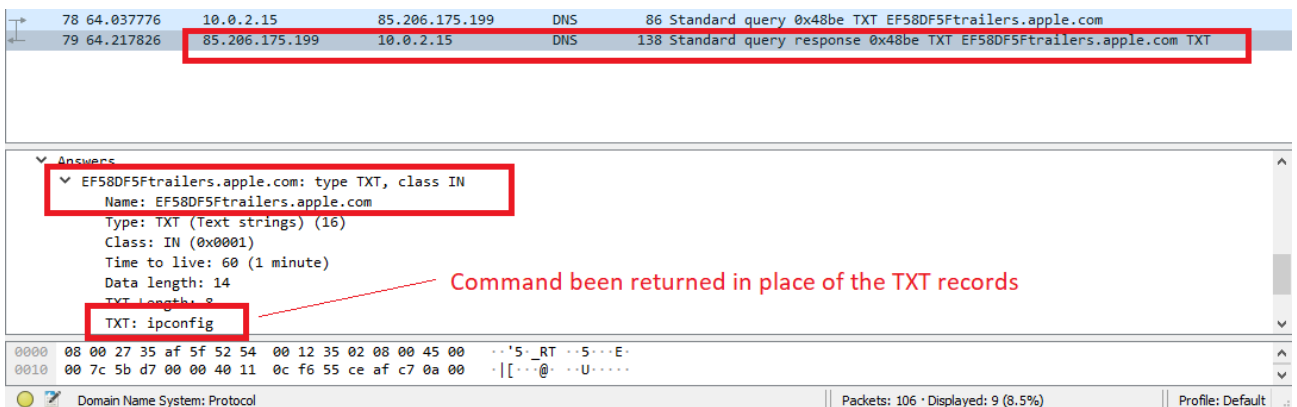 78 64.037776 10.0.2.15 85.206.175.199 DNS 86 Standard query 0x48be TXT EF58DF5Ftrailers.apple.com
79 64.217826 85.206.175.199 10.0.2.15 DNS 138 Standard query response 0x48be TXT EF58DF5Ftrailers.apple.com TXT
Answers
EF58DF5Ftrailers.apple.com: type TXT, class IN
Name: EF58DF5Ftrailers.apple.com
Type: TXT (Text strings) (16)
Class: IN (0x0001)
Time to live: 60 (1 minute)
Data length: 14
Command been returned in place of the TXT records
TXT Length: 8
TXT: ipconfig
0000 08 00 27 35 af 5f 52 54 00 12 35 02 08 00 45 00 ··'5·_RT ··5···E·
0010 00 7c 5b d7 00 00 40 11 0c f6 55 ce af c7 0a 00 ·|[···@· ··U·····
Domain Name System: Protocol Packets: 106 · Displayed: 9 (8.5%) Profile: Default